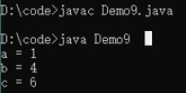 D:\code>javac Demo9.java
D:\code>java Demo9
a = 1
b = 4
c = 6